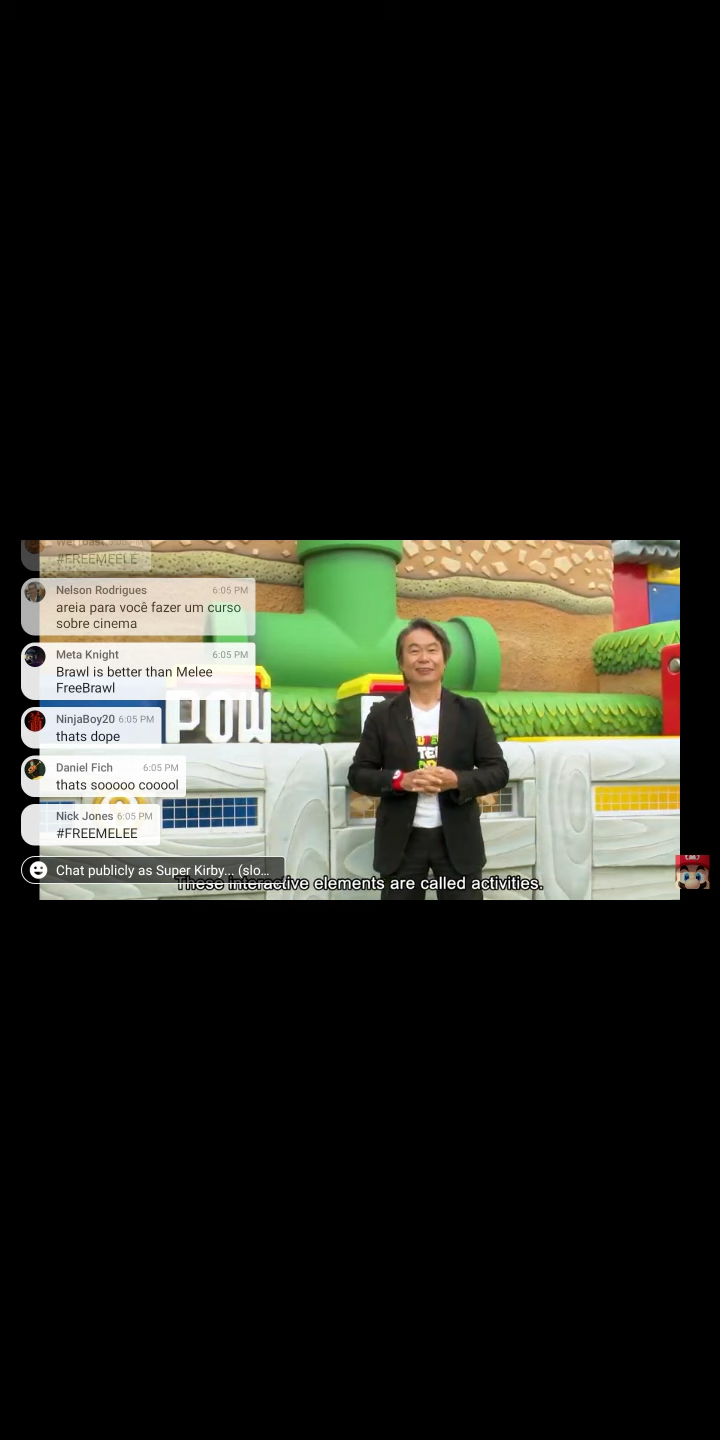 #FREEMELEE
Nelson Rodrigues 6:05 PM
areia para você fazer um curso
sobre cinema
Meta Knight 6:05 PM
Brawl is better than Melee
FreeBrawl
NinjaBoy20 6:05 PM
thats dope
Daniel Fich 6:05 PM
thats sooooo cooool
Nick Jones 6:05 PM
#FREEMELEE
Chat publicly as Super Kirby... (slo...
These interactive elements are called activities.
POW